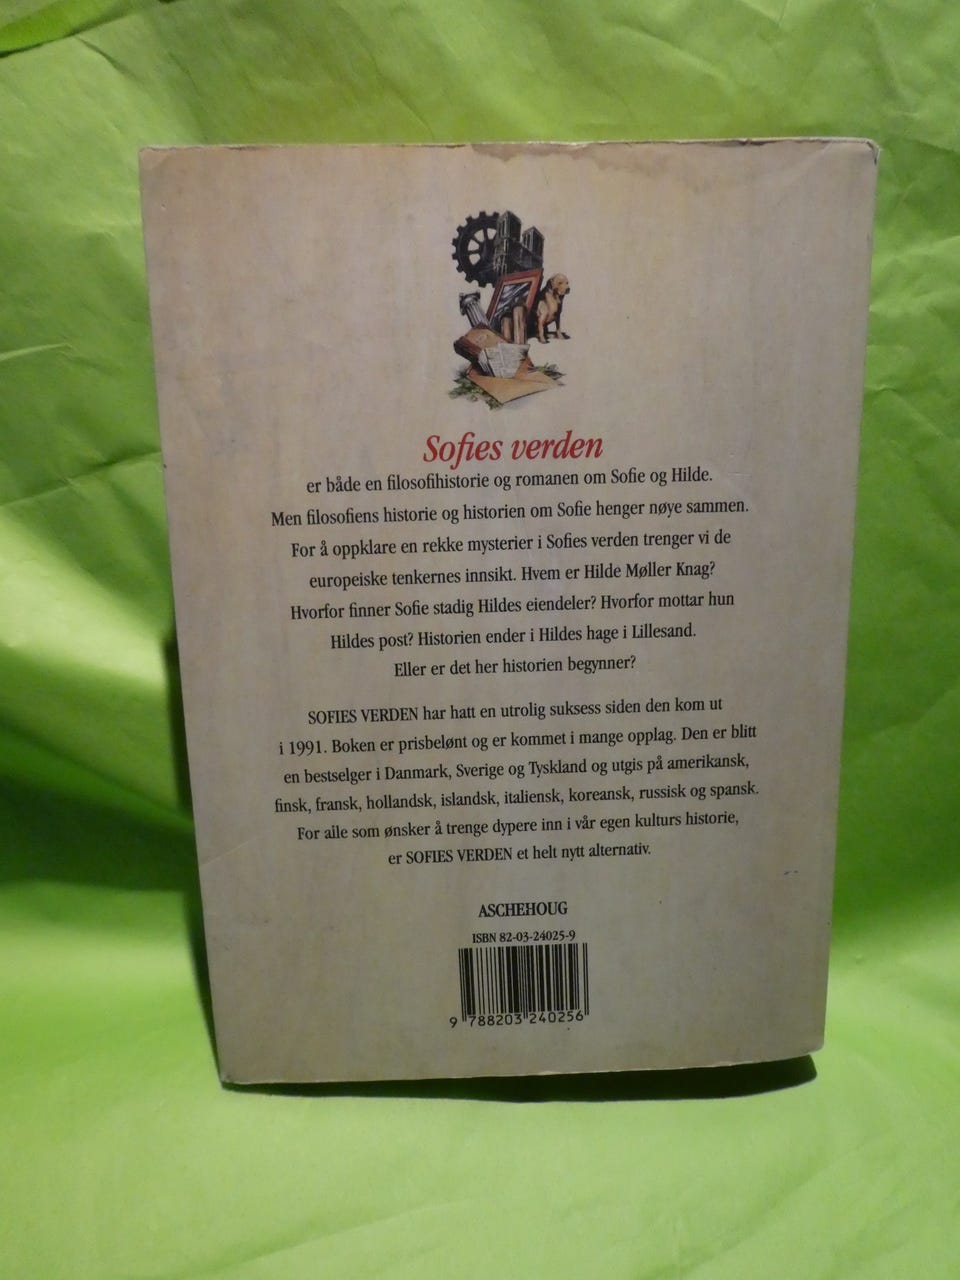 Sofies verden
er både en filosofihistorie og romanen om Sofie og Hilde.
Men filosofiens historie og historien om Sofie henger nøye sammen.
For å oppklare en rekke mysterier i Sofies verden trenger vi de
europeiske tenkernes innsikt. Hvem er Hilde Møller Knag?
Hvorfor finner Sofie stadig Hildes eiendeler? Hvorfor mottar hun
Hildes post? Historien ender i Hildes hage i Lillesand.
Eller er det her historien begynner?
SOFIES VERDEN har hatt en utrolig suksess siden den kom ut
i 1991. Boken er prisbelønt og er kommet i mange opplag. Den er blitt
en bestselger i Danmark, Sverige og Tyskland og utgis på amerikansk,
finsk, fransk, hollandsk, islandsk, italiensk, koreansk, russisk og spansk.
For alle som ønsker å trenge dypere inn i vår egen kulturs historie,
er SOFIES VERDEN et helt nytt alternativ.
ASCHEHOUG
ISBN 82-03-24025-9
9 788203 240256